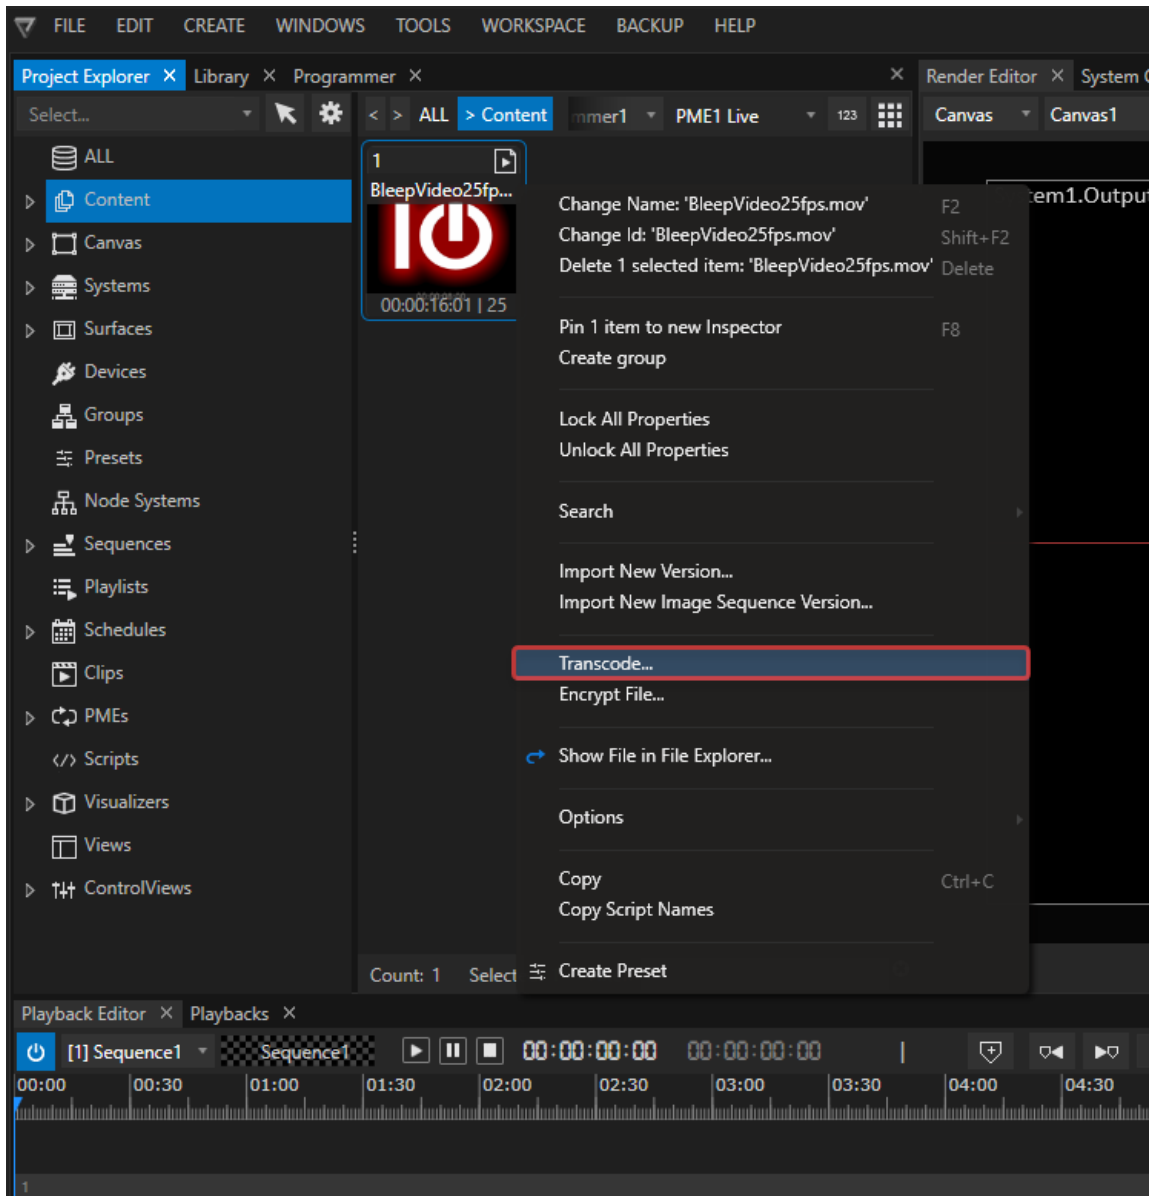 FILE EDIT CREATE WINDOWS TOOLS WORKSPACE BACKUP HELP
Project Explorer Library Programmer
Render Editor System
Select...
< > ALL > Content mmer1 PME1 Live 123
Canvas Canvas1
ALL
Content
Canvas
Systems
Surfaces
Devices
Groups
Presets
Node Systems
Sequences
Playlists
Schedules
Clips
PMEs
Scripts
Visualizers
Views
ControlViews
1
BleepVideo25fp...
00:00:16:01 | 25
Count: 1 Select
em1.Outpu
Change Name: 'BleepVideo25fps.mov' F2
Change Id: 'BleepVideo25fps.mov' Shift+F2
Delete 1 selected item: 'BleepVideo25fps.mov' Delete
Pin 1 item to new Inspector F8
Create group
Lock All Properties
Unlock All Properties
Search
Import New Version...
Import New Image Sequence Version...
Transcode...
Encrypt File...
Show File in File Explorer...
Options
Copy Ctrl+C
Copy Script Names
Create Preset
Playback Editor Playbacks
[1] Sequence1 Sequence1 00:00:00:00 00:00:00:00
00:00 00:30 01:00 01:30 02:00 02:30 03:00 03:30 04:00 04:30
1